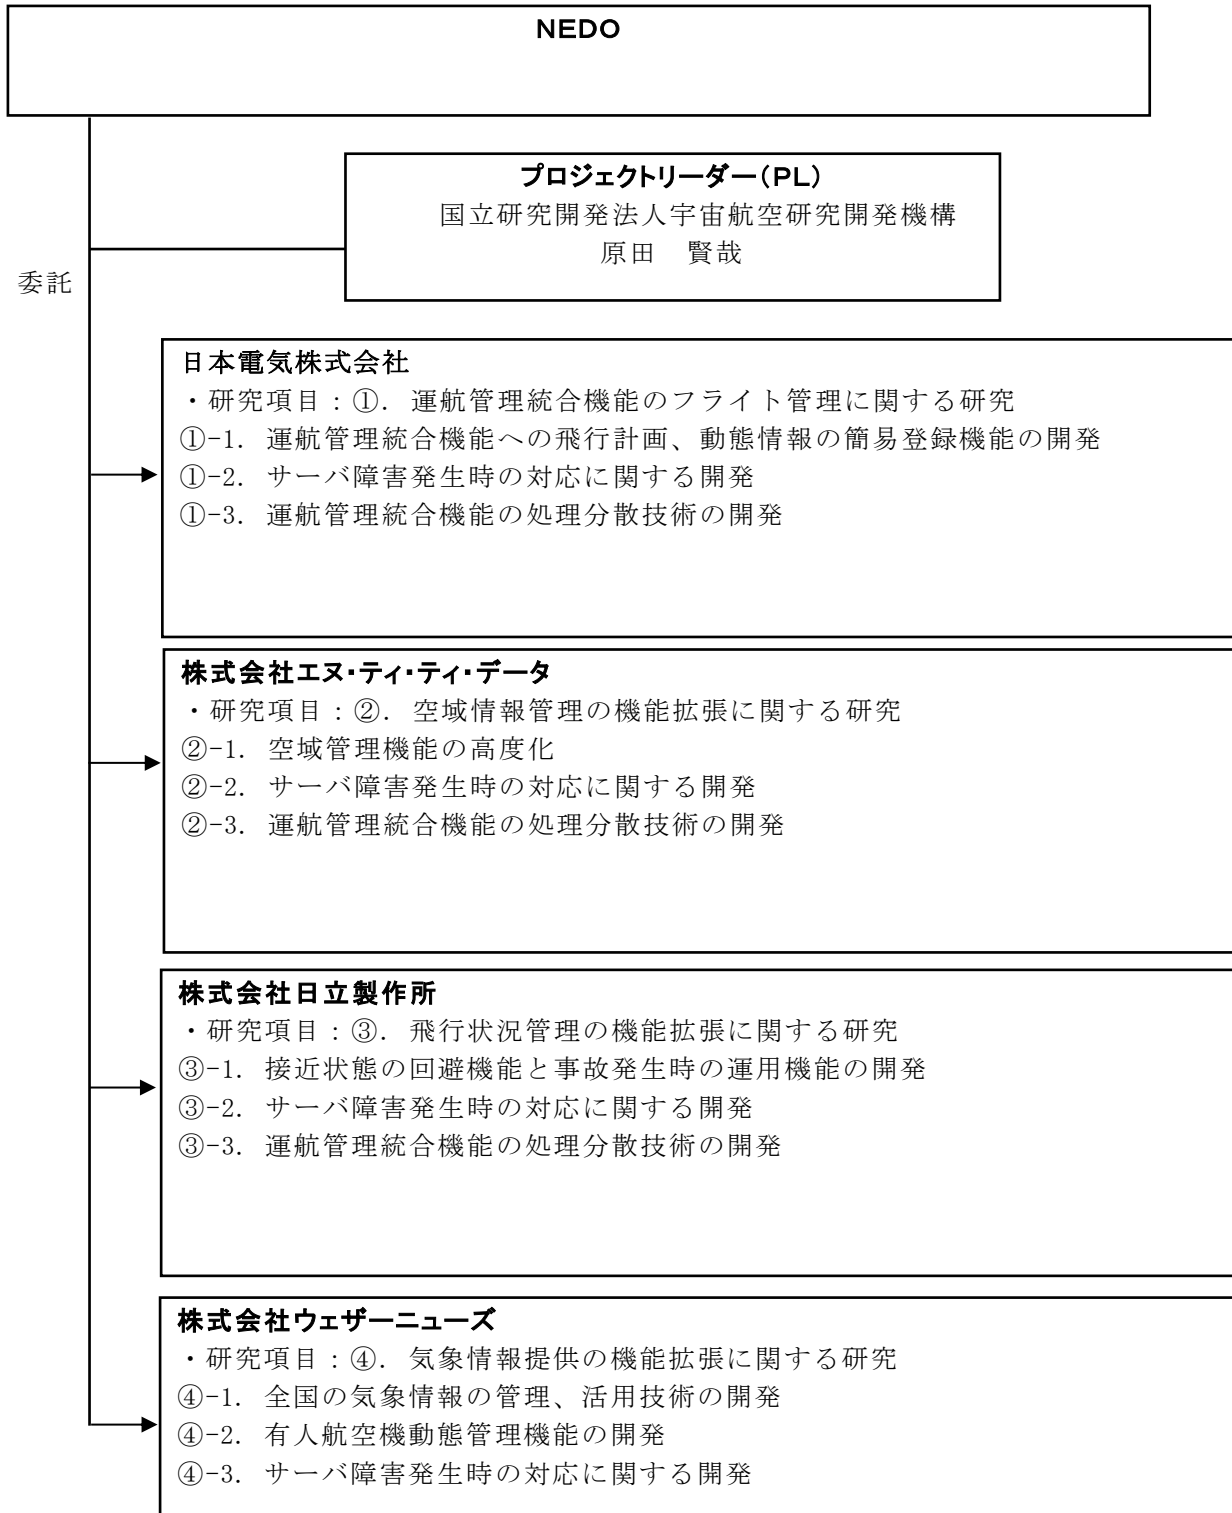 NEDO
プロジェクトリーダー(PL)
国立研究開発法人宇宙航空研究開発機構
原田　賢哉
委託
日本電気株式会社
・研究項目:①. 運航管理統合機能のフライト管理に関する研究
①-1. 運航管理統合機能への飛行計画、動態情報の簡易登録機能の開発
①-2. サーバ障害発生時の対応に関する開発
①-3. 運航管理統合機能の処理分散技術の開発
株式会社エヌ・ティ・ティ・データ
・研究項目:②. 空域情報管理の機能拡張に関する研究
②-1. 空域管理機能の高度化
②-2. サーバ障害発生時の対応に関する開発
②-3. 運航管理統合機能の処理分散技術の開発
株式会社日立製作所
・研究項目:③. 飛行状況管理の機能拡張に関する研究
③-1. 接近状態の回避機能と事故発生時の運用機能の開発
③-2. サーバ障害発生時の対応に関する開発
③-3. 運航管理統合機能の処理分散技術の開発
株式会社ウェザーニューズ
・研究項目:④. 気象情報提供の機能拡張に関する研究
④-1. 全国の気象情報の管理、活用技術の開発
④-2. 有人航空機動態管理機能の開発
④-3. サーバ障害発生時の対応に関する開発